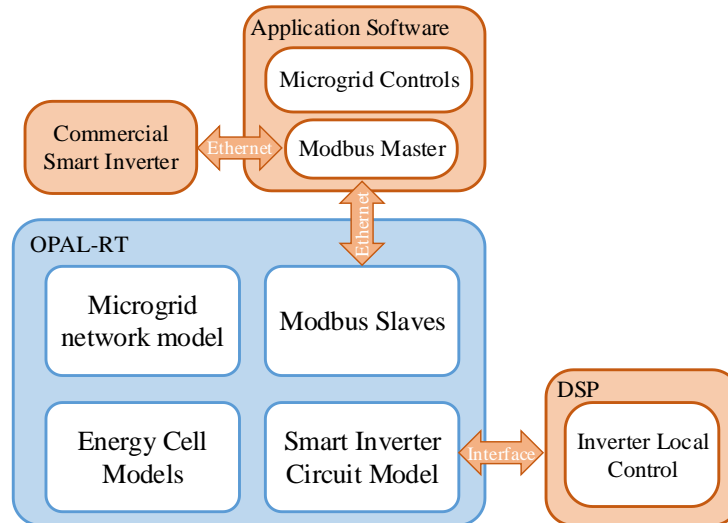 Application Software
Microgrid Controls
Commercial
Smart Inverter
Ethernet
Modbus Master
Ethernet
OPAL-RT
Microgrid
network model
Modbus Slaves
Energy Cell
Models
Smart Inverter
Circuit Model
Interface
DSP
Inverter Local
Control